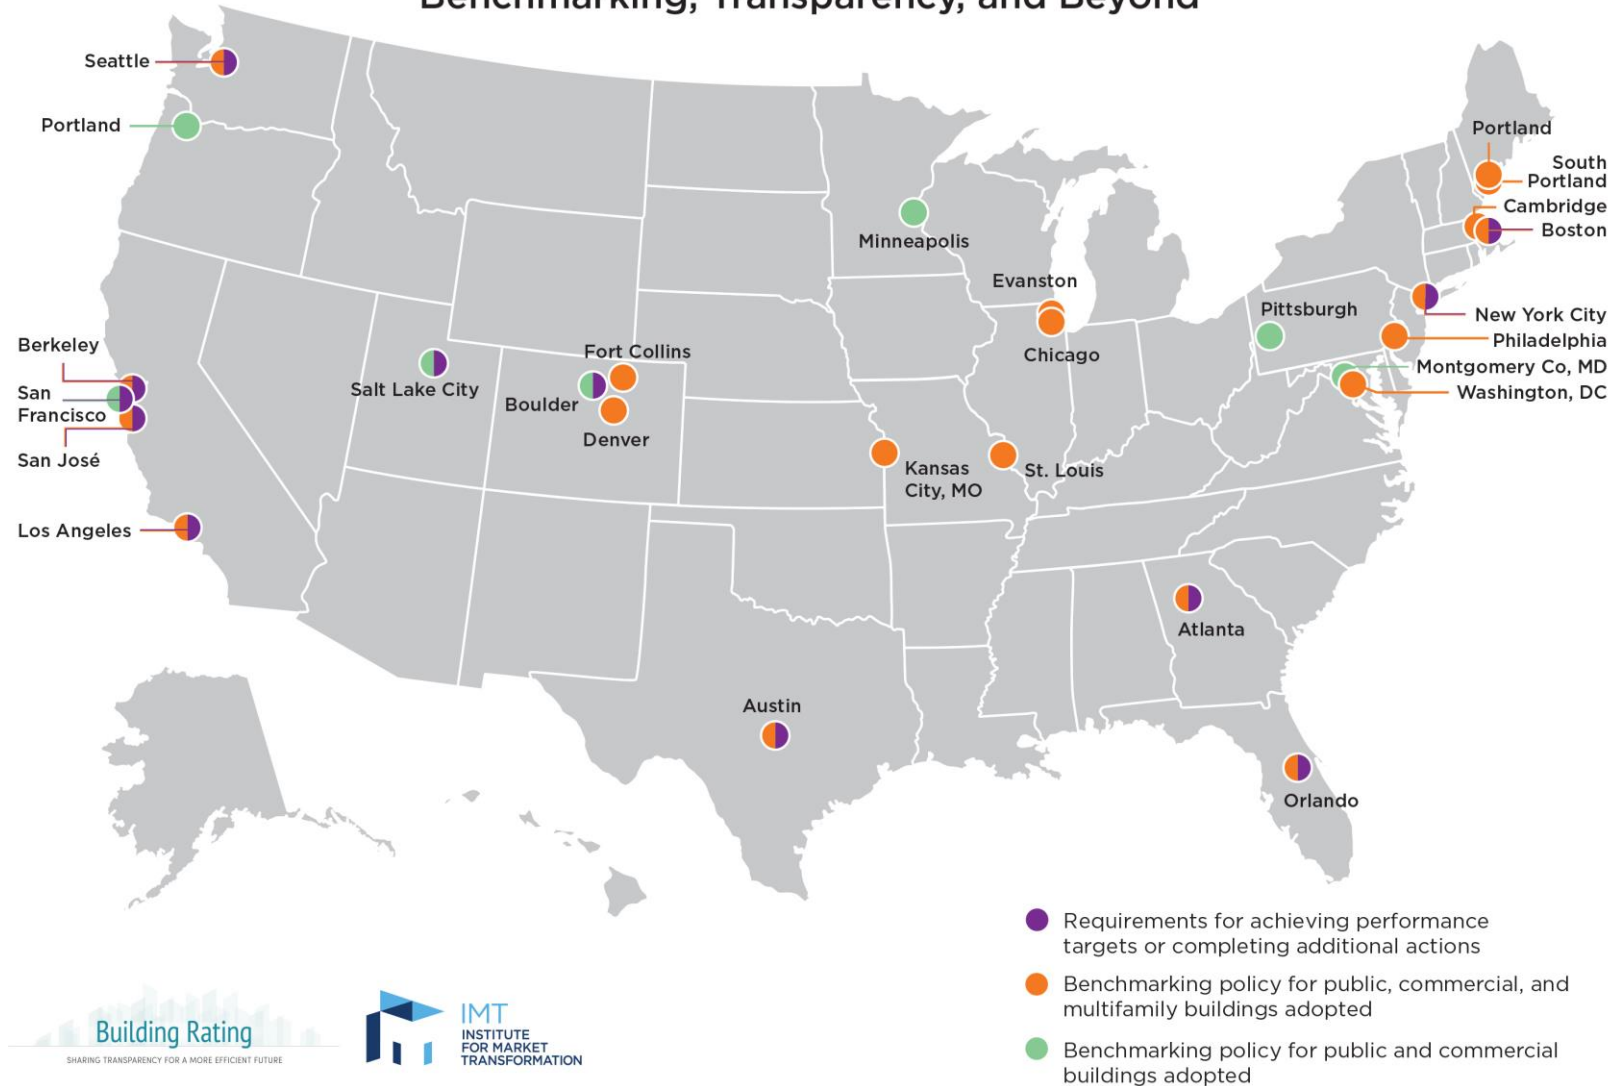 Benchmarking, Transparency, and Beyond
Seattle
Portland
Berkeley
San
Francisco
San José
Los Angeles
Salt Lake City
Boulder
Fort Collins
Denver
Minneapolis
Evanston
Chicago
Kansas
City, MO
St. Louis
Austin
Atlanta
Orlando
Pittsburgh
Portland
South
Portland
Cambridge
Boston
New York City
Philadelphia
Montgomery Co, MD
Washington, DC
Requirements for achieving performance
targets or completing additional actions
Benchmarking policy for public, commercial, and
multifamily buildings adopted
Benchmarking policy for public and commercial
buildings adopted
Building Rating
SHARING TRANSPARENCY FOR A MORE EFFICIENT FUTURE
IMT
INSTITUTE
FOR MARKET
TRANSFORMATION